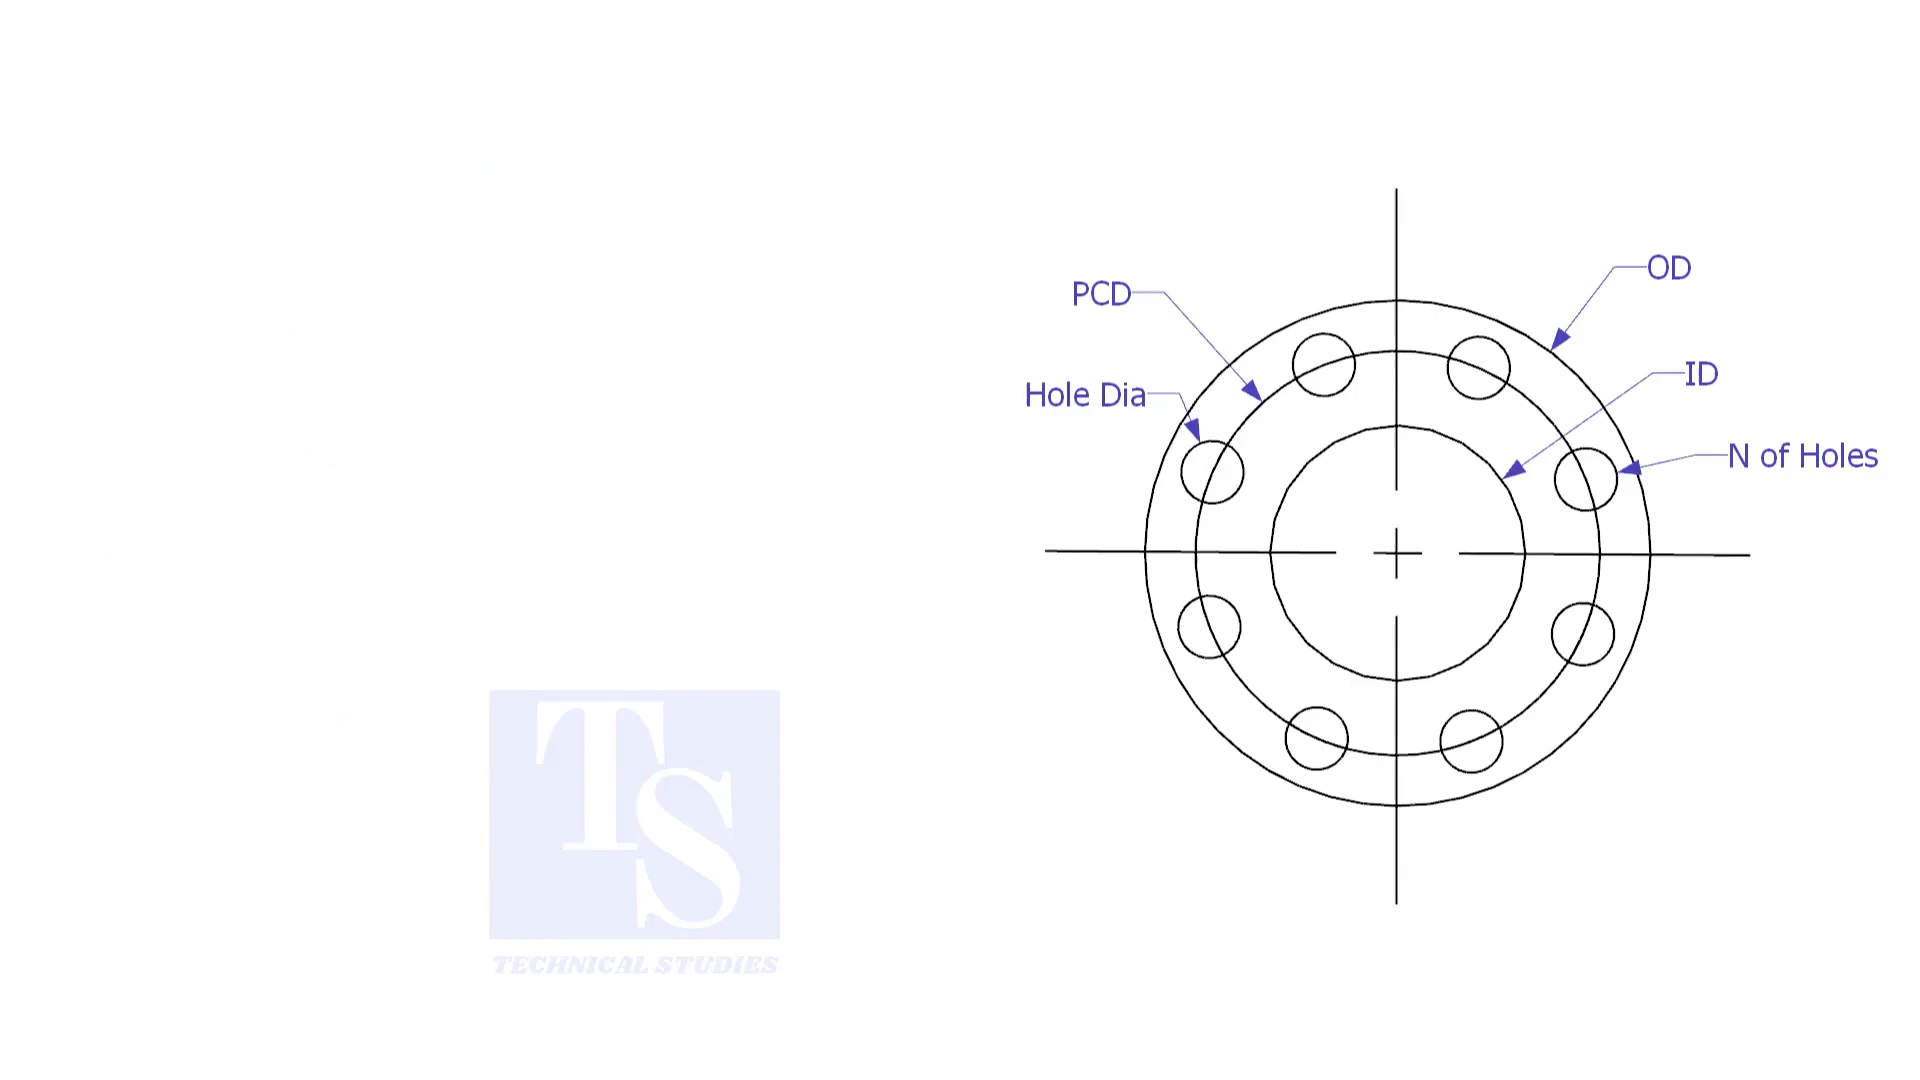 OD
PCD
ID
Hole Dia
N of Holes
TS
TECHNICAL STUDIES